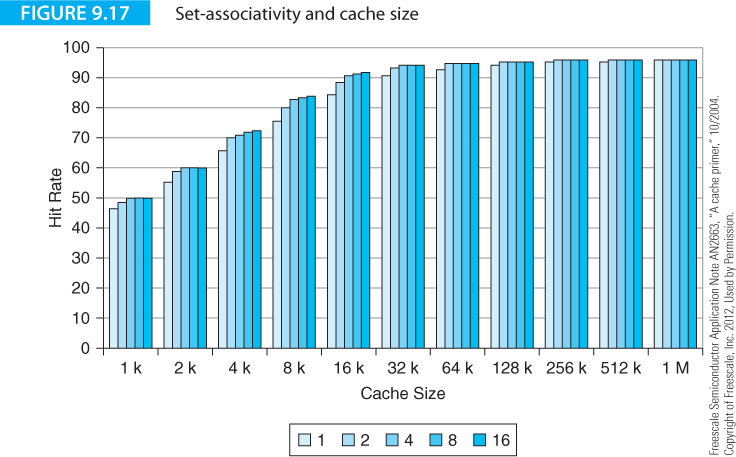 FIGURE 9.17 Set-associativity and cache size
100
90
80
70
60
50
40
30
20
10
0
Hit Rate
1 k 2 k 4 k 8 k 16 k 32 k 64 k 128 k 256 k 512 k 1 M
Cache Size
1 2 4 8 16
Freescale Semiconductor Application Note AN2663, “A cache primer,” 10/2004.
Copyright of Freescale, Inc. 2012, Used by Permission.